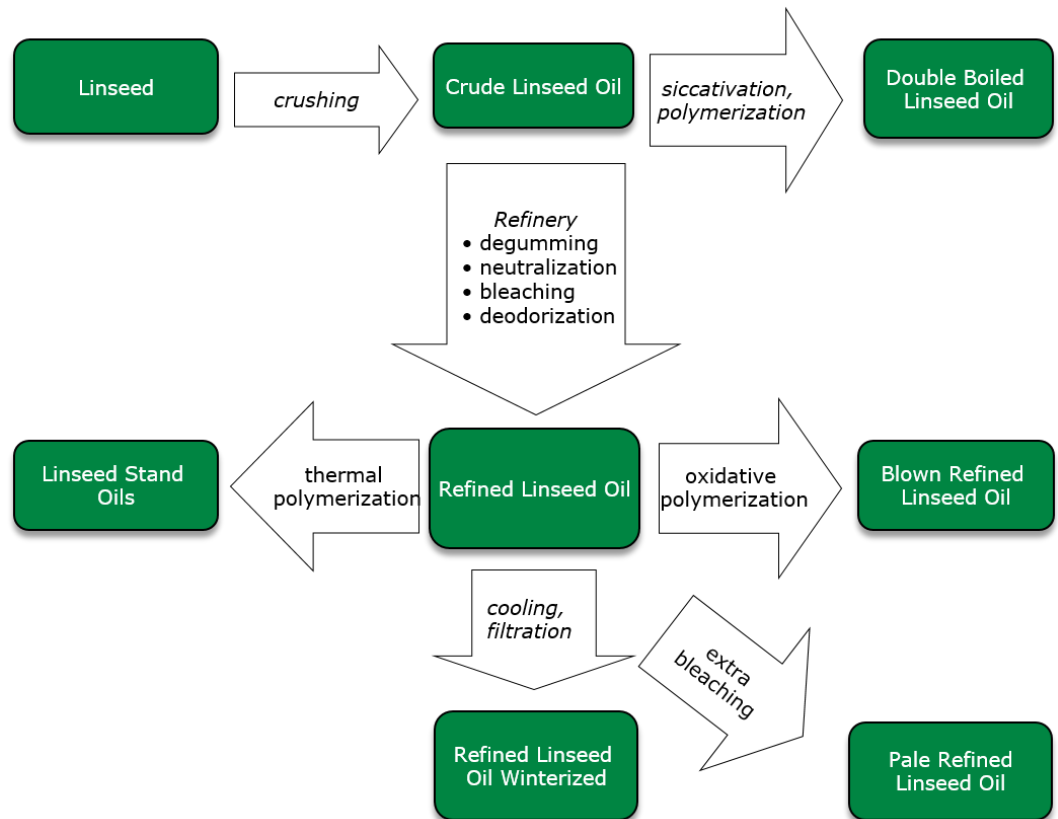 Linseed
crushing
Crude Linseed Oil
siccativation,
polymerization
Double Boiled
Linseed Oil
Refinery
• degumming
• neutralization
• bleaching
• deodorization
Linseed Stand
Oils
thermal
polymerization
Refined Linseed Oil
oxidative
polymerization
Blown Refined
Linseed Oil
cooling,
filtration
extra
bleaching
Refined Linseed
Oil Winterized
Pale Refined
Linseed Oil